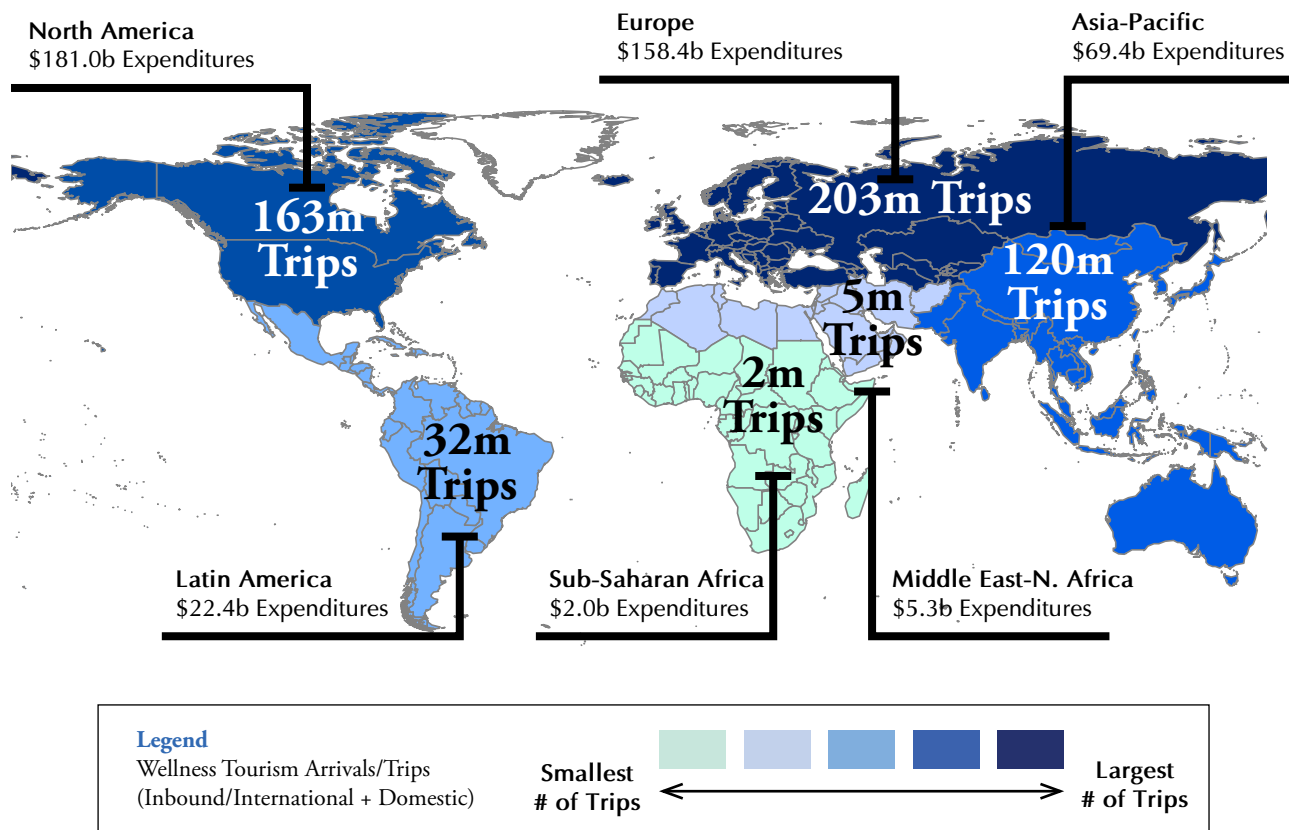 North America
$181.0b Expenditures
Europe
$158.4b Expenditures
Asia-Pacific
$69.4b Expenditures
163m
Trips
203m Trips
120m
Trips
5m
Trips
2m
Trips
32m
Trips
Latin America
$22.4b Expenditures
Sub-Saharan Africa
$2.0b Expenditures
Middle East-N. Africa
$5.3b Expenditures
Legend
Wellness Tourism Arrivals/Trips
(Inbound/International + Domestic)
Smallest
# of Trips
Largest
# of Trips